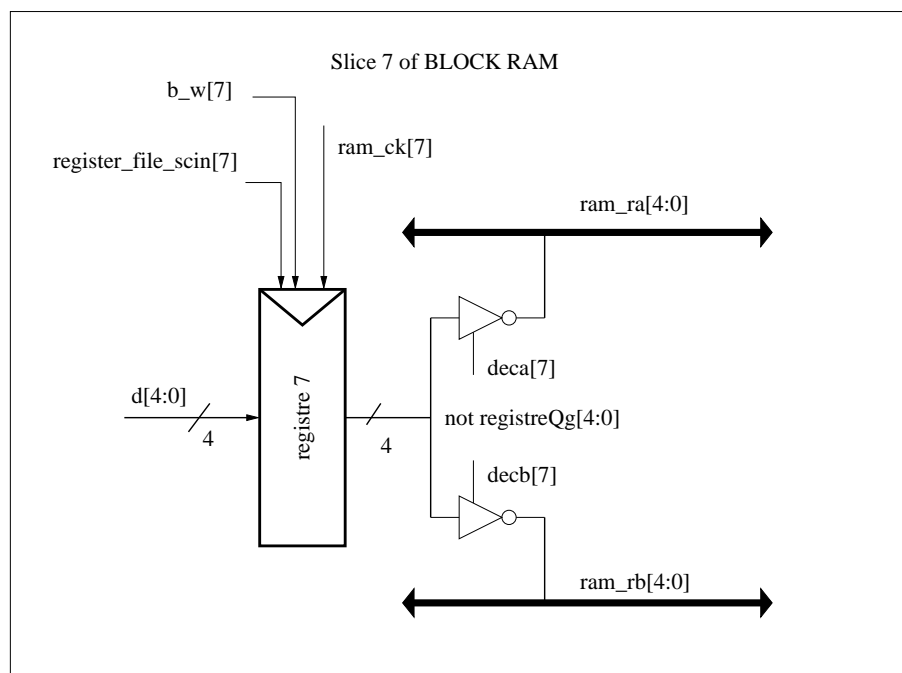 Slice 7 of BLOCK RAM
b_w[7]
ram_ck[7]
register_file_scin[7]
ram_ra[4:0]
deca[7]
d[4:0]
4
registre 7
4
not registreQg[4:0]
decb[7]
ram_rb[4:0]